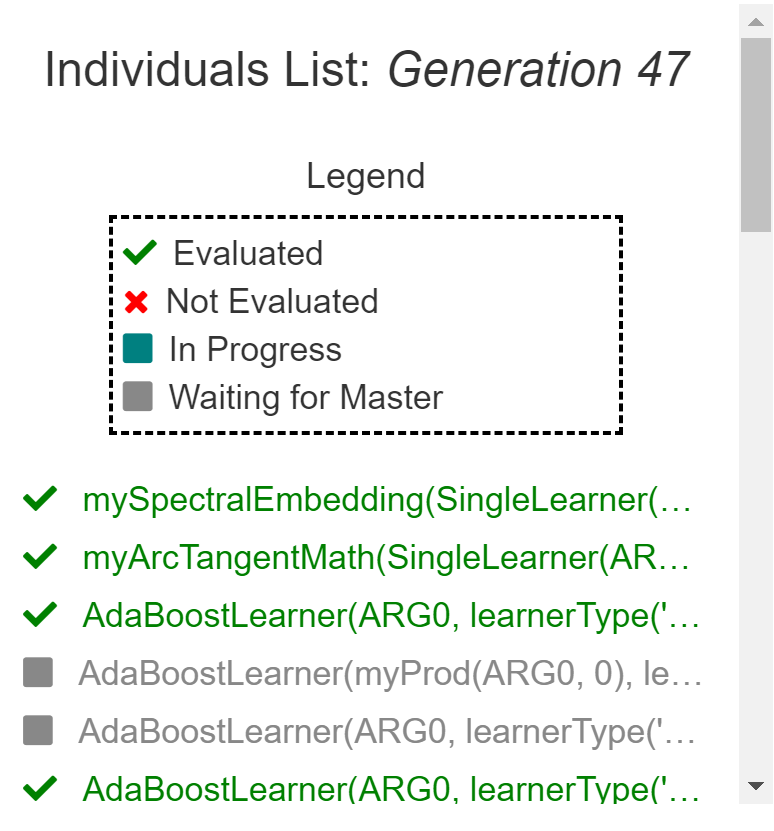 Individuals List: Generation 47
Legend
Evaluated
Not Evaluated
In Progress
Waiting for Master
mySpectralEmbedding(SingleLearner(…
myArcTangentMath(SingleLearner(AR…
AdaBoostLearner(ARG0, learnerType('…
AdaBoostLearner(myProd(ARG0, 0), le…
AdaBoostLearner(ARG0, learnerType('…
AdaBoostLearner(ARG0, learnerType('…